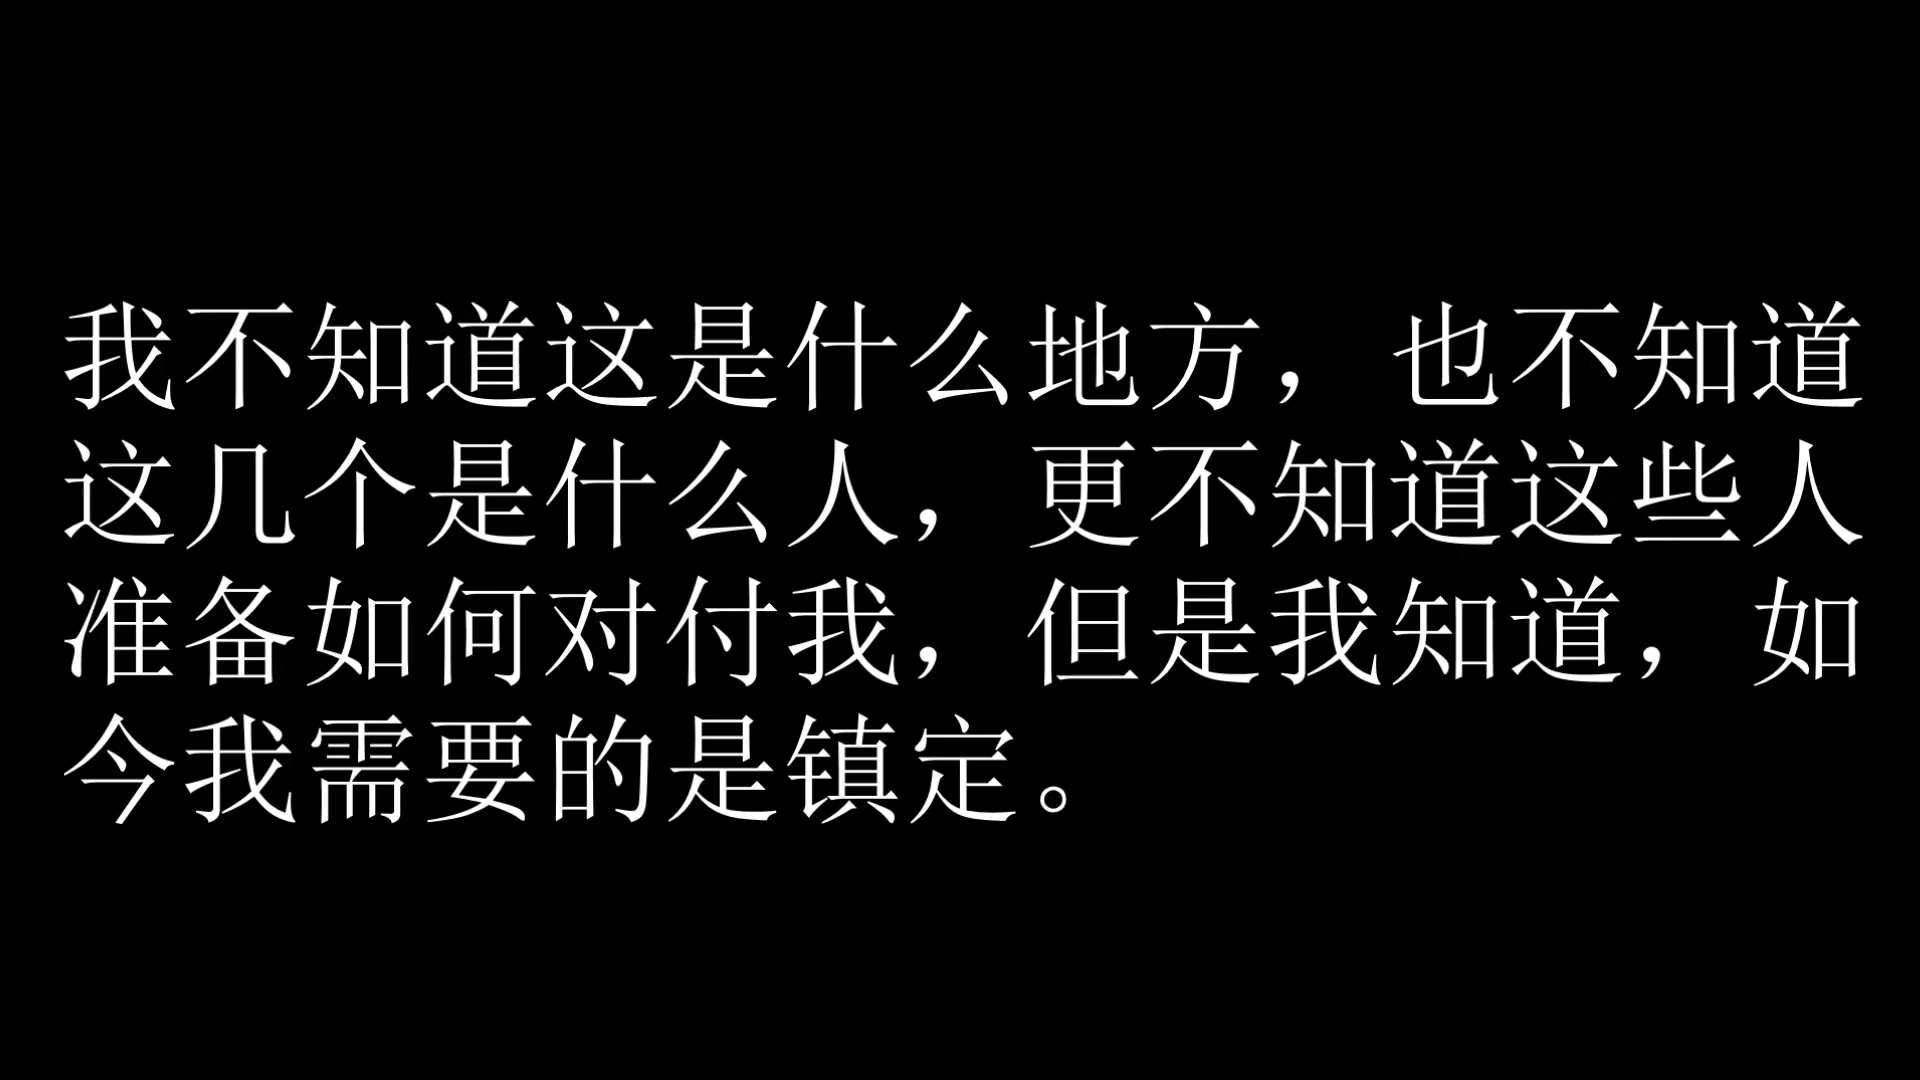 我不知道这是什么地方，也不知道
这几个是什么人，更不知道这些人
准备如何对付我，但是我知道，如
今我需要的是镇定。